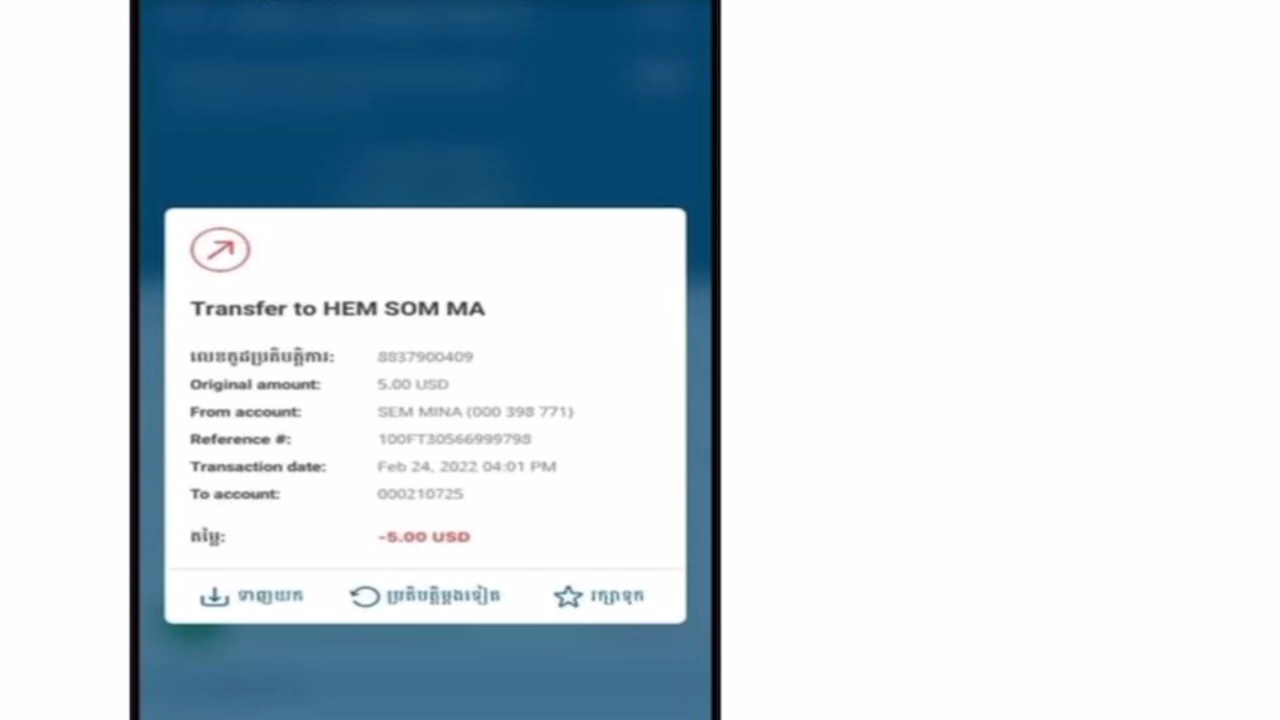 Transfer to HEM SOM MA
លេខកូដប្រតិបត្តិការ: 8837900409
Original amount: 5.00 USD
From account: SEM MINA (000 398 771)
Reference #: 100FT30566999798
Transaction date: Feb 24, 2022 04:01 PM
To account: 000210725
តម្លៃ: -5.00 USD
ទាញយក ប្រតិបត្តិម្ដងទៀត រក្សាទុក